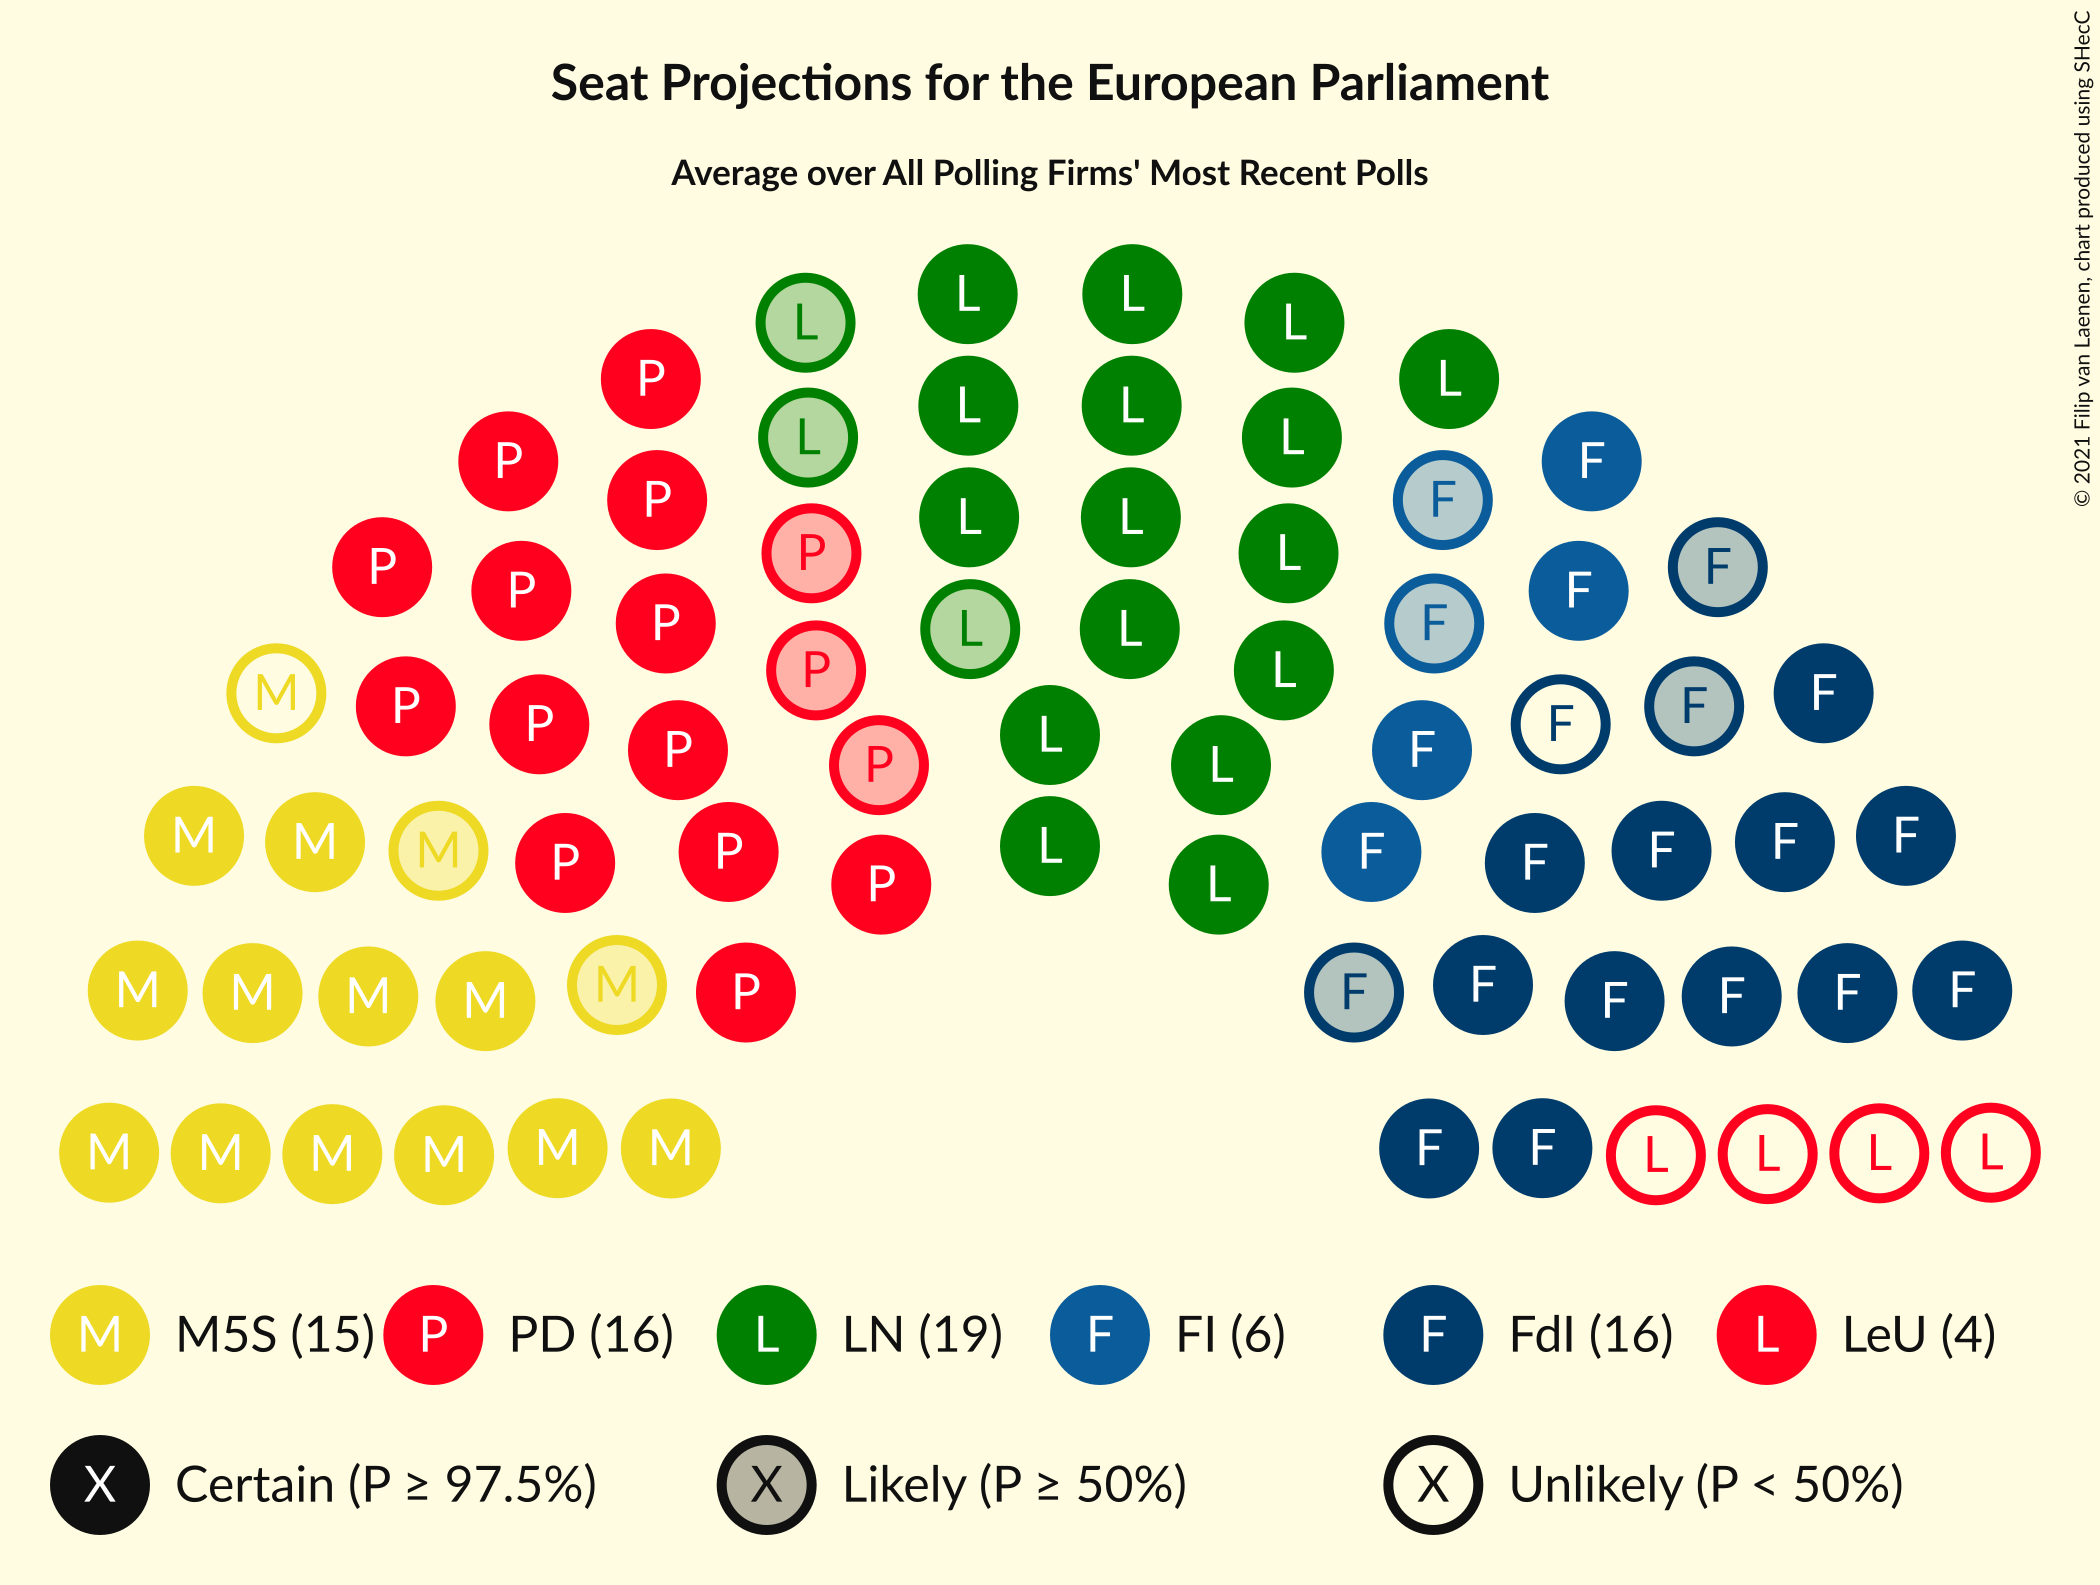 Seat Projections for the European Parliament
Average over All Polling Firms' Most Recent Polls
© 2021 Filip van Laenen, chart produced using SHecC
L L
L L
P L
L L
P F
L L
P L F
L L
P L F
P F
P F
P L F
L L
M P L F
P P F
P F
L
P L
M F
M F
L
M P F
P F
P L
M F
M F
M P F
M F
M F
M F
M F
M M M M M M F F L L L L
M M5S (15) P PD (16) L LN (19) F FI (6) F FdI (16) L LeU (4)
X Certain (P ≥ 97.5%) X Likely (P ≥ 50%) X Unlikely (P < 50%)